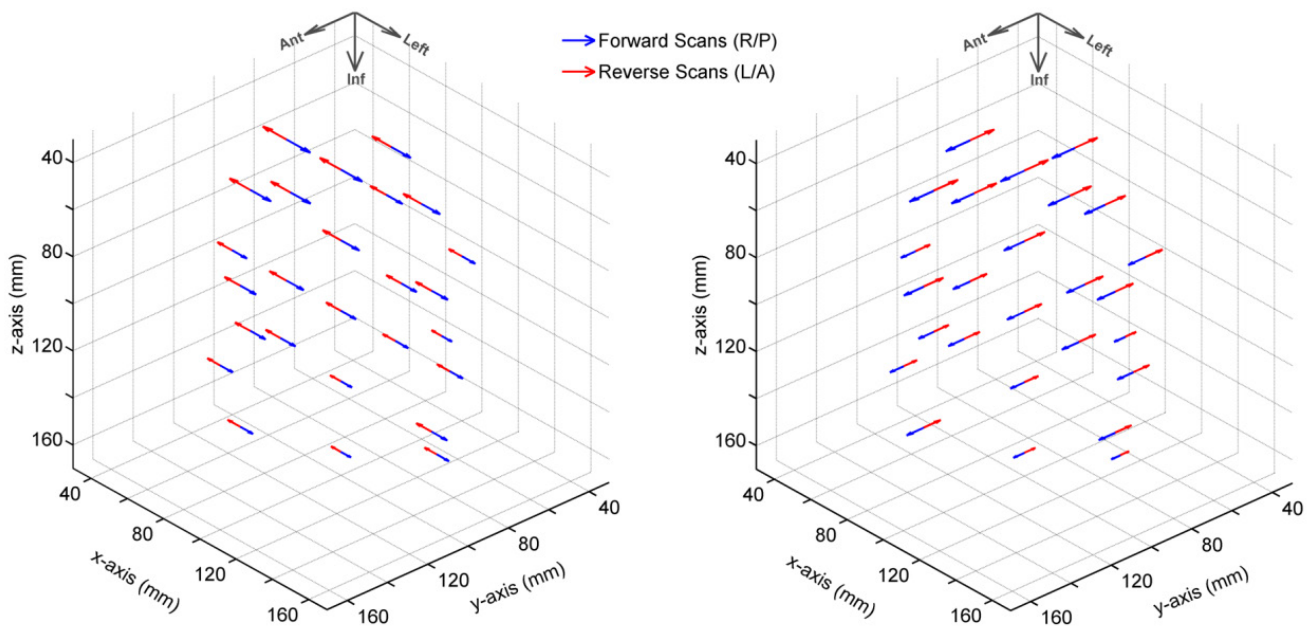 Ant
Left
Inf
Forward Scans (R/P)
Reverse Scans (L/A)
Ant
Left
Inf
z-axis (mm)
40
80
120
160
40
80
120
160
x-axis (mm)
160
120
80
40
y-axis (mm)
z-axis (mm)
40
80
120
160
40
80
120
160
x-axis (mm)
160
120
80
40
y-axis (mm)